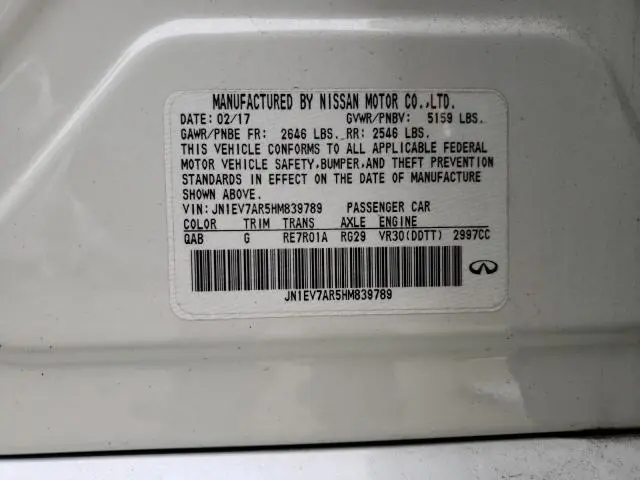 MANUFACTURED BY NISSAN MOTOR CO.,LTD.
DATE: 02/17 GVWR/PNBV: 5159 LBS.
GAWR/PNBE FR: 2646 LBS. RR: 2546 LBS.
THIS VEHICLE CONFORMS TO ALL APPLICABLE FEDERAL
MOTOR VEHICLE SAFETY,BUMPER,AND THEFT PREVENTION
STANDARDS IN EFFECT ON THE DATE OF MANUFACTURE
SHOWN ABOVE.
VIN: JN1EV7AR5HM839789 PASSENGER CAR
COLOR TRIM TRANS AXLE ENGINE
QAB G RE7R01A RG29 VR30(DDTT) 2997CC
JN1EV7AR5HM839789